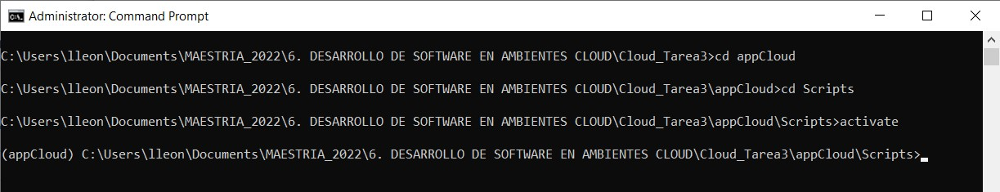 Administrator: Command Prompt
C:\Users\lleon\Documents\MAESTRIA_2022\6. DESARROLLO DE SOFTWARE EN AMBIENTES CLOUD\Cloud_Tarea3>cd appCloud
C:\Users\lleon\Documents\MAESTRIA_2022\6. DESARROLLO DE SOFTWARE EN AMBIENTES CLOUD\Cloud_Tarea3\appCloud>cd Scripts
C:\Users\lleon\Documents\MAESTRIA_2022\6. DESARROLLO DE SOFTWARE EN AMBIENTES CLOUD\Cloud_Tarea3\appCloud\Scripts>activate
(appCloud) C:\Users\lleon\Documents\MAESTRIA_2022\6. DESARROLLO DE SOFTWARE EN AMBIENTES CLOUD\Cloud_Tarea3\appCloud\Scripts>